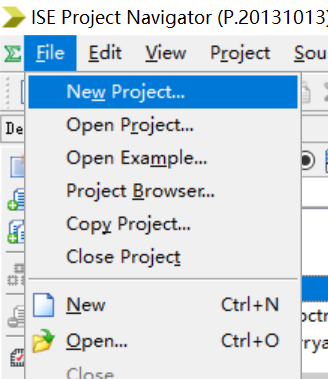 ISE Project Navigator (P.20131013)
File Edit View Project Sou
De
New Project...
Open Project...
Open Example...
Project Browser...
Copy Project...
Close Project
New Ctrl+N
Open... Ctrl+O
Close
octr
rrya